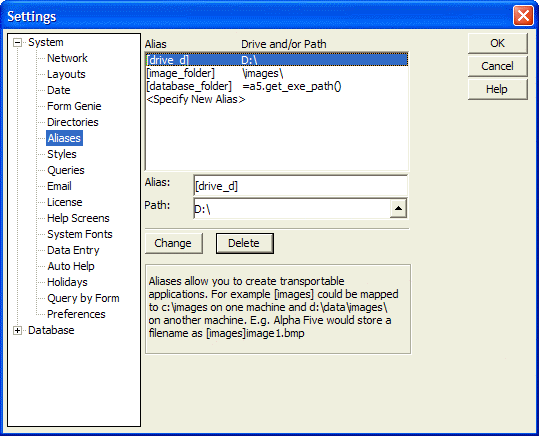 Settings
System
Network
Layouts
Date
Form Genie
Directories
Aliases
Styles
Queries
Email
License
Help Screens
System Fonts
Data Entry
Auto Help
Holidays
Query by Form
Preferences
Database
Alias Drive and/or Path
[drive_d] D:\
[image_folder] \images\
[database_folder] =a5.get_exe_path()
<Specify New Alias>
Alias: [drive_d]
Path: D:\
Change Delete
Aliases allow you to create transportable
applications. For example [images] could be mapped
to c:\images on one machine and d:\data\images\
on another machine. E.g. Alpha Five would store a
filename as [images]image1.bmp
OK
Cancel
Help